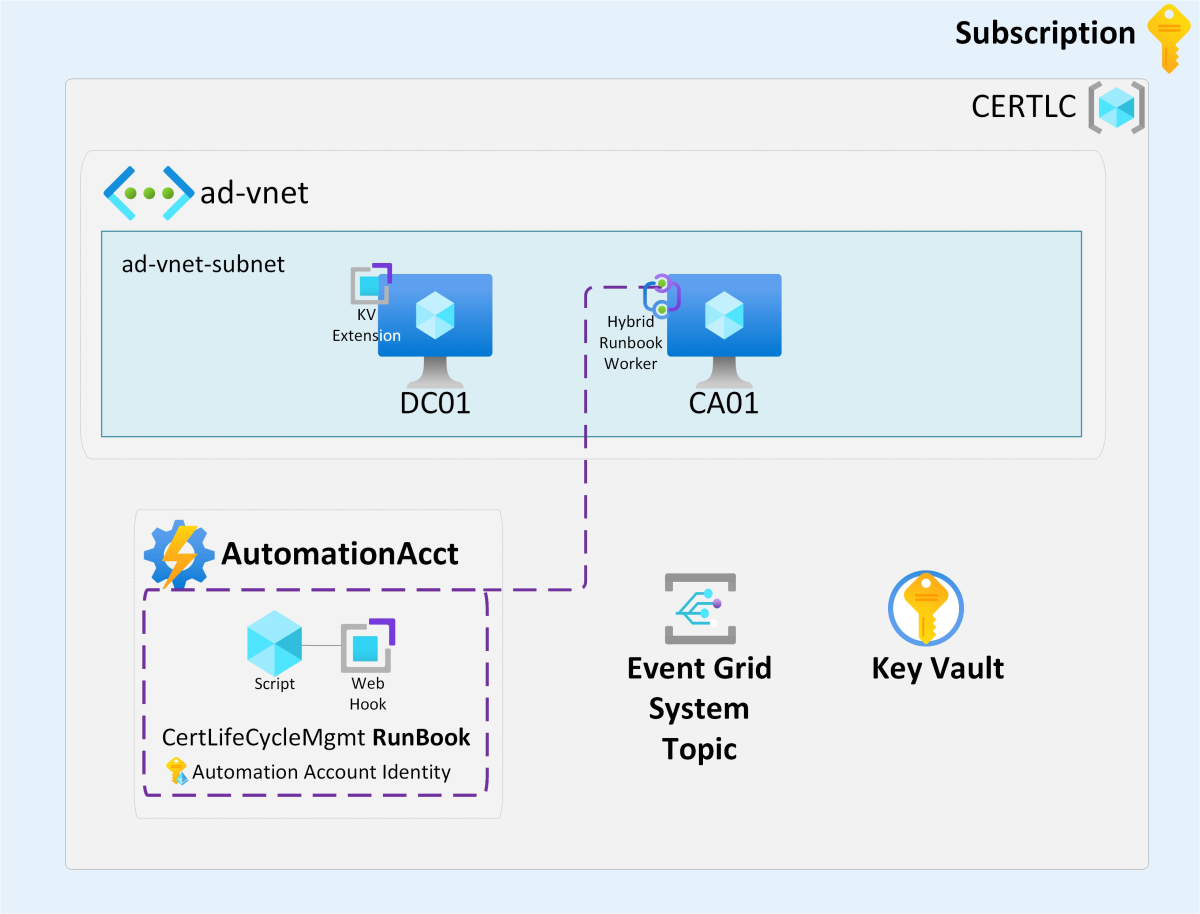 Subscription
CERTLC
ad-vnet
ad-vnet-subnet
KV
Extension
DC01
Hybrid
Runbook
Worker
CA01
AutomationAcct
Script
Web
Hook
CertLifeCycleMgmt RunBook
Automation Account Identity
Event Grid
System
Topic
Key Vault